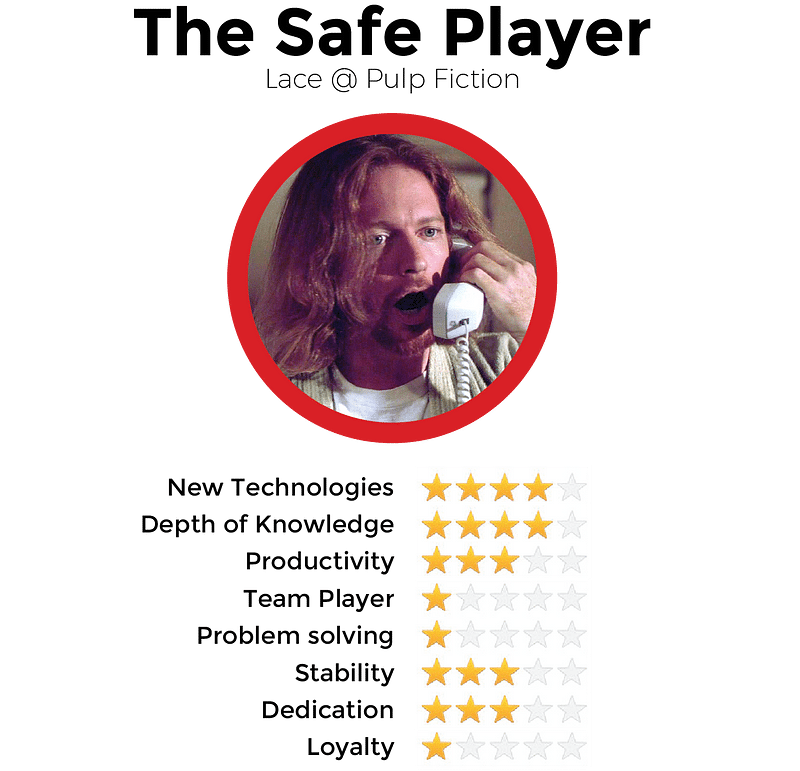 The Safe Player
Lace @ Pulp Fiction
New Technologies
Depth of Knowledge
Productivity
Team Player
Problem solving
Stability
Dedication
Loyalty